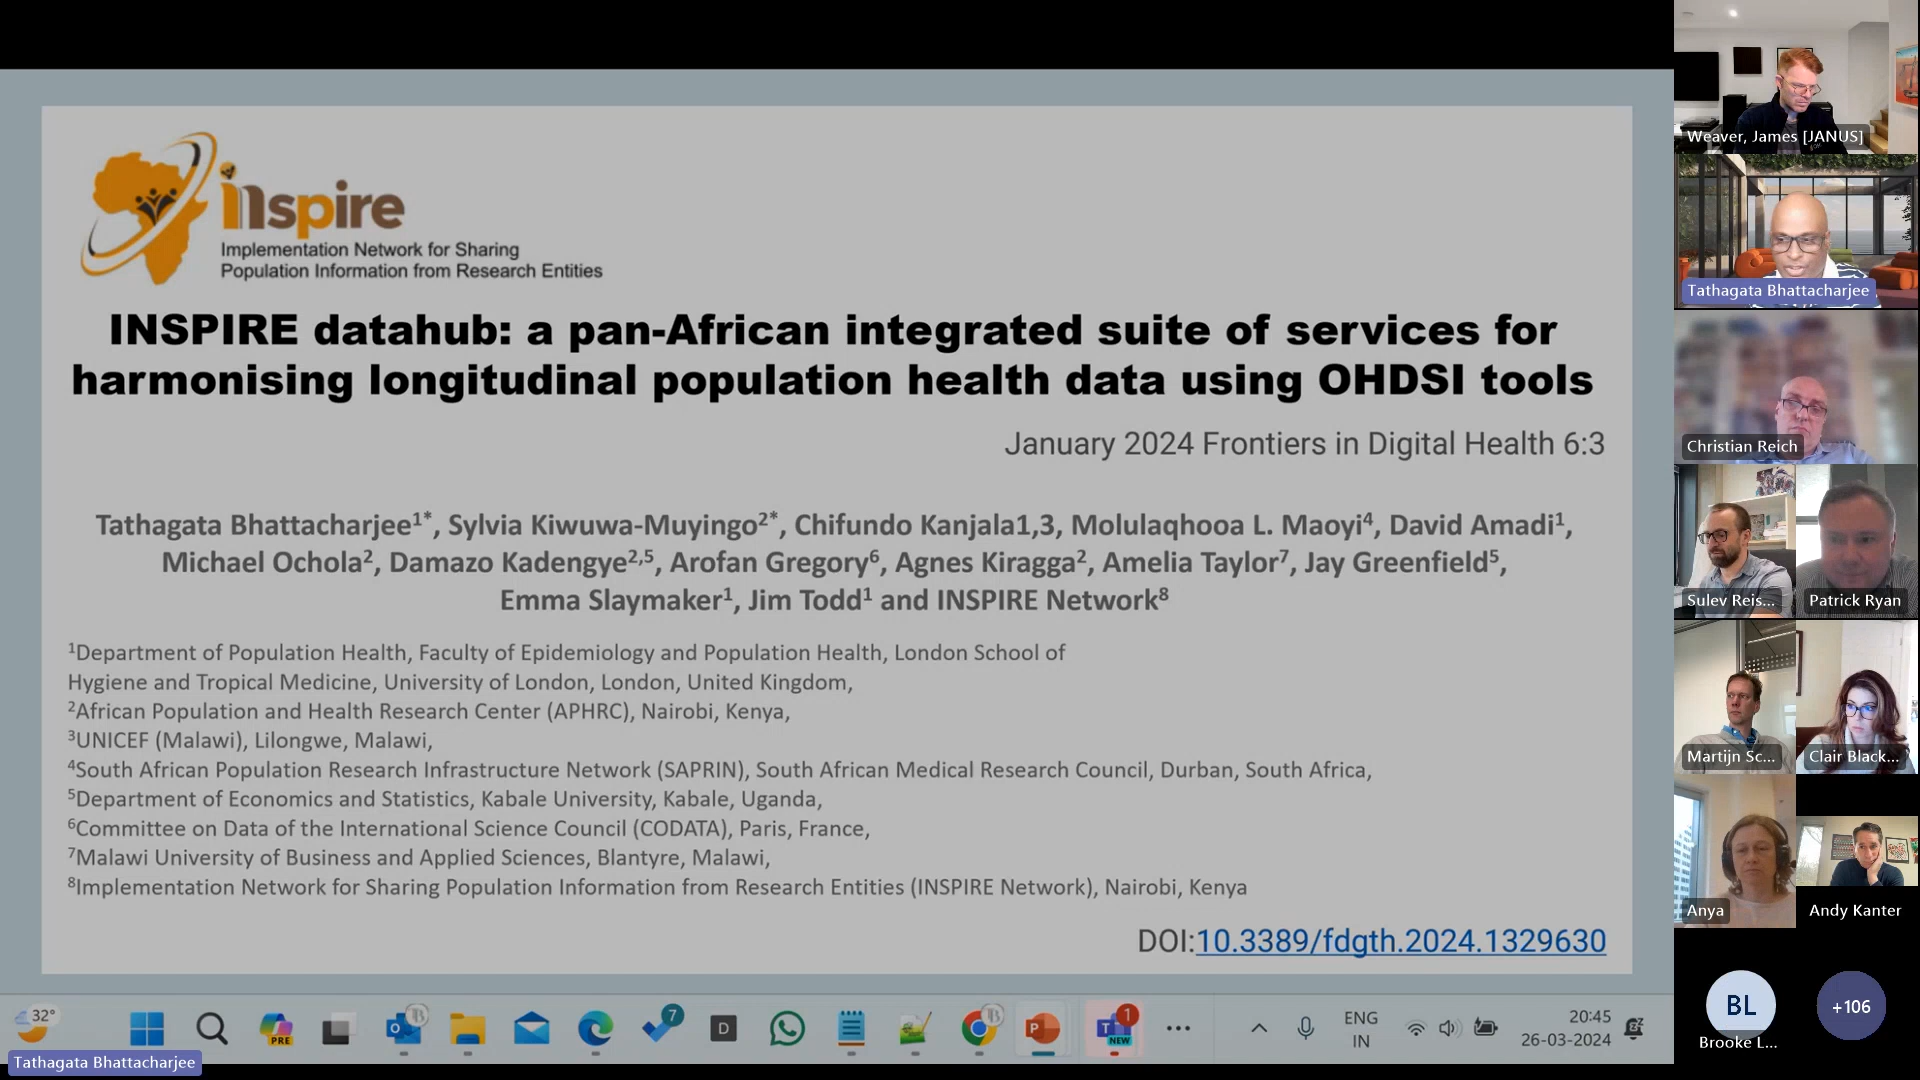 inspire
Implementation Network for Sharing
Population Information from Research Entities
INSPIRE datahub: a pan-African integrated suite of services for
harmonising longitudinal population health data using OHDSI tools
January 2024 Frontiers in Digital Health 6:3
Tathagata Bhattacharjee1*, Sylvia Kiwuwa-Muyingo2*, Chifundo Kanjala1,3, Molulaqhooa L. Maoyi4, David Amadi1,
Michael Ochola2, Damazo Kadengye2,5, Arofan Gregory6, Agnes Kiragga2, Amelia Taylor7, Jay Greenfield5,
Emma Slaymaker1, Jim Todd1 and INSPIRE Network8
1Department of Population Health, Faculty of Epidemiology and Population Health, London School of
Hygiene and Tropical Medicine, University of London, London, United Kingdom,
2African Population and Health Research Center (APHRC), Nairobi, Kenya,
3UNICEF (Malawi), Lilongwe, Malawi,
4South African Population Research Infrastructure Network (SAPRIN), South African Medical Research Council, Durban, South Africa,
5Department of Economics and Statistics, Kabale University, Kabale, Uganda,
6Committee on Data of the International Science Council (CODATA), Paris, France,
7Malawi University of Business and Applied Sciences, Blantyre, Malawi,
8Implementation Network for Sharing Population Information from Research Entities (INSPIRE Network), Nairobi, Kenya
DOI:10.3389/fdgth.2024.1329630
32°
PRE
7
D
1
NEW
ENG
IN
20:45
26-03-2024
Tathagata Bhattacharjee
Weaver, James [JANUS]
Tathagata Bhattacharjee
Christian Reich
Sulev Reis...
Patrick Ryan
Martijn Sc...
Clair Black...
Anya
Andy Kanter
BL
Brooke L...
+106